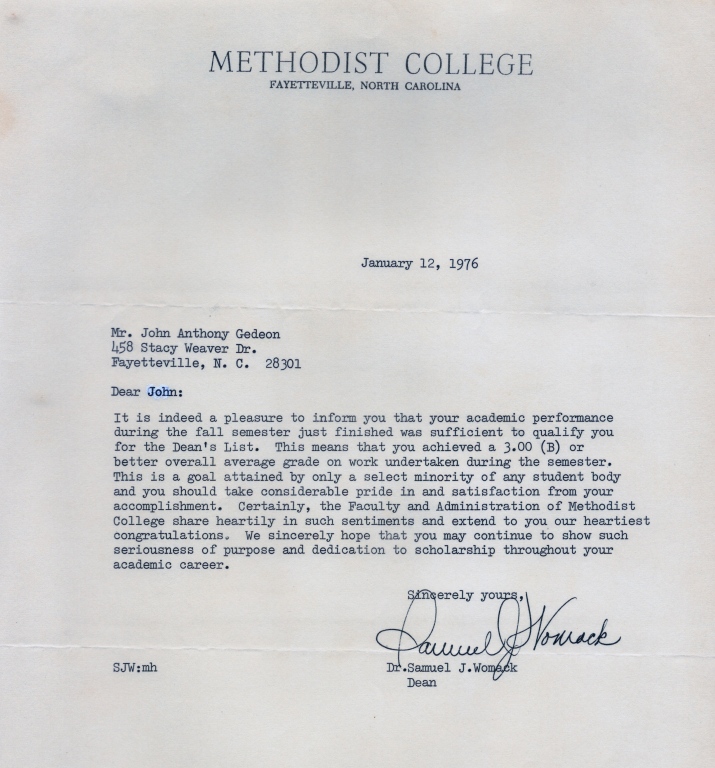 METHODIST COLLEGE
FAYETTEVILLE, NORTH CAROLINA
January 12, 1976
Mr. John Anthony Gedeon
458 Stacy Weaver Dr.
Fayetteville, N. C. 28301
Dear John:
It is indeed a pleasure to inform you that your academic performance
during the fall semester just finished was sufficient to qualify you
for the Dean's List. This means that you achieved a 3.00 (B) or
better overall average grade on work undertaken during the semester.
This is a goal attained by only a select minority of any student body
and you should take considerable pride in and satisfaction from your
accomplishment. Certainly, the Faculty and Administration of Methodist
College share heartily in such sentiments and extend to you our heartiest
congratulations. We sincerely hope that you may continue to show such
seriousness of purpose and dedication to scholarship throughout your
academic career.
Sincerely yours,
Samuel J Womack
SJW:mh
Dr.Samuel J.Womack
Dean